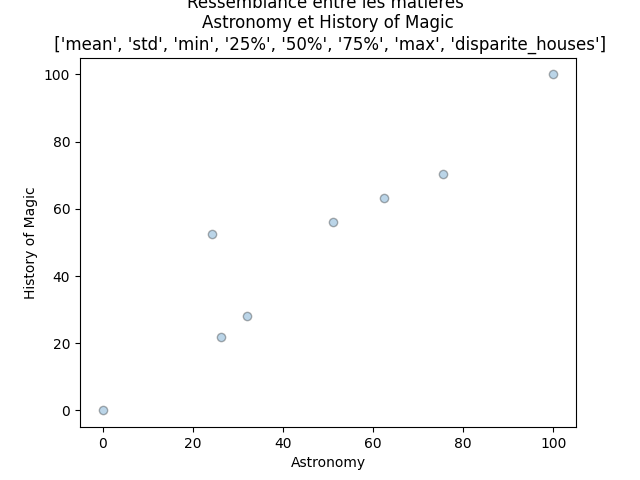 Ressemblance entre les matières
Astronomy et History of Magic
['mean', 'std', 'min', '25%', '50%', '75%', 'max', 'disparite_houses']
100
80
60
40
20
0
History of Magic
0 20 40 60 80 100
Astronomy